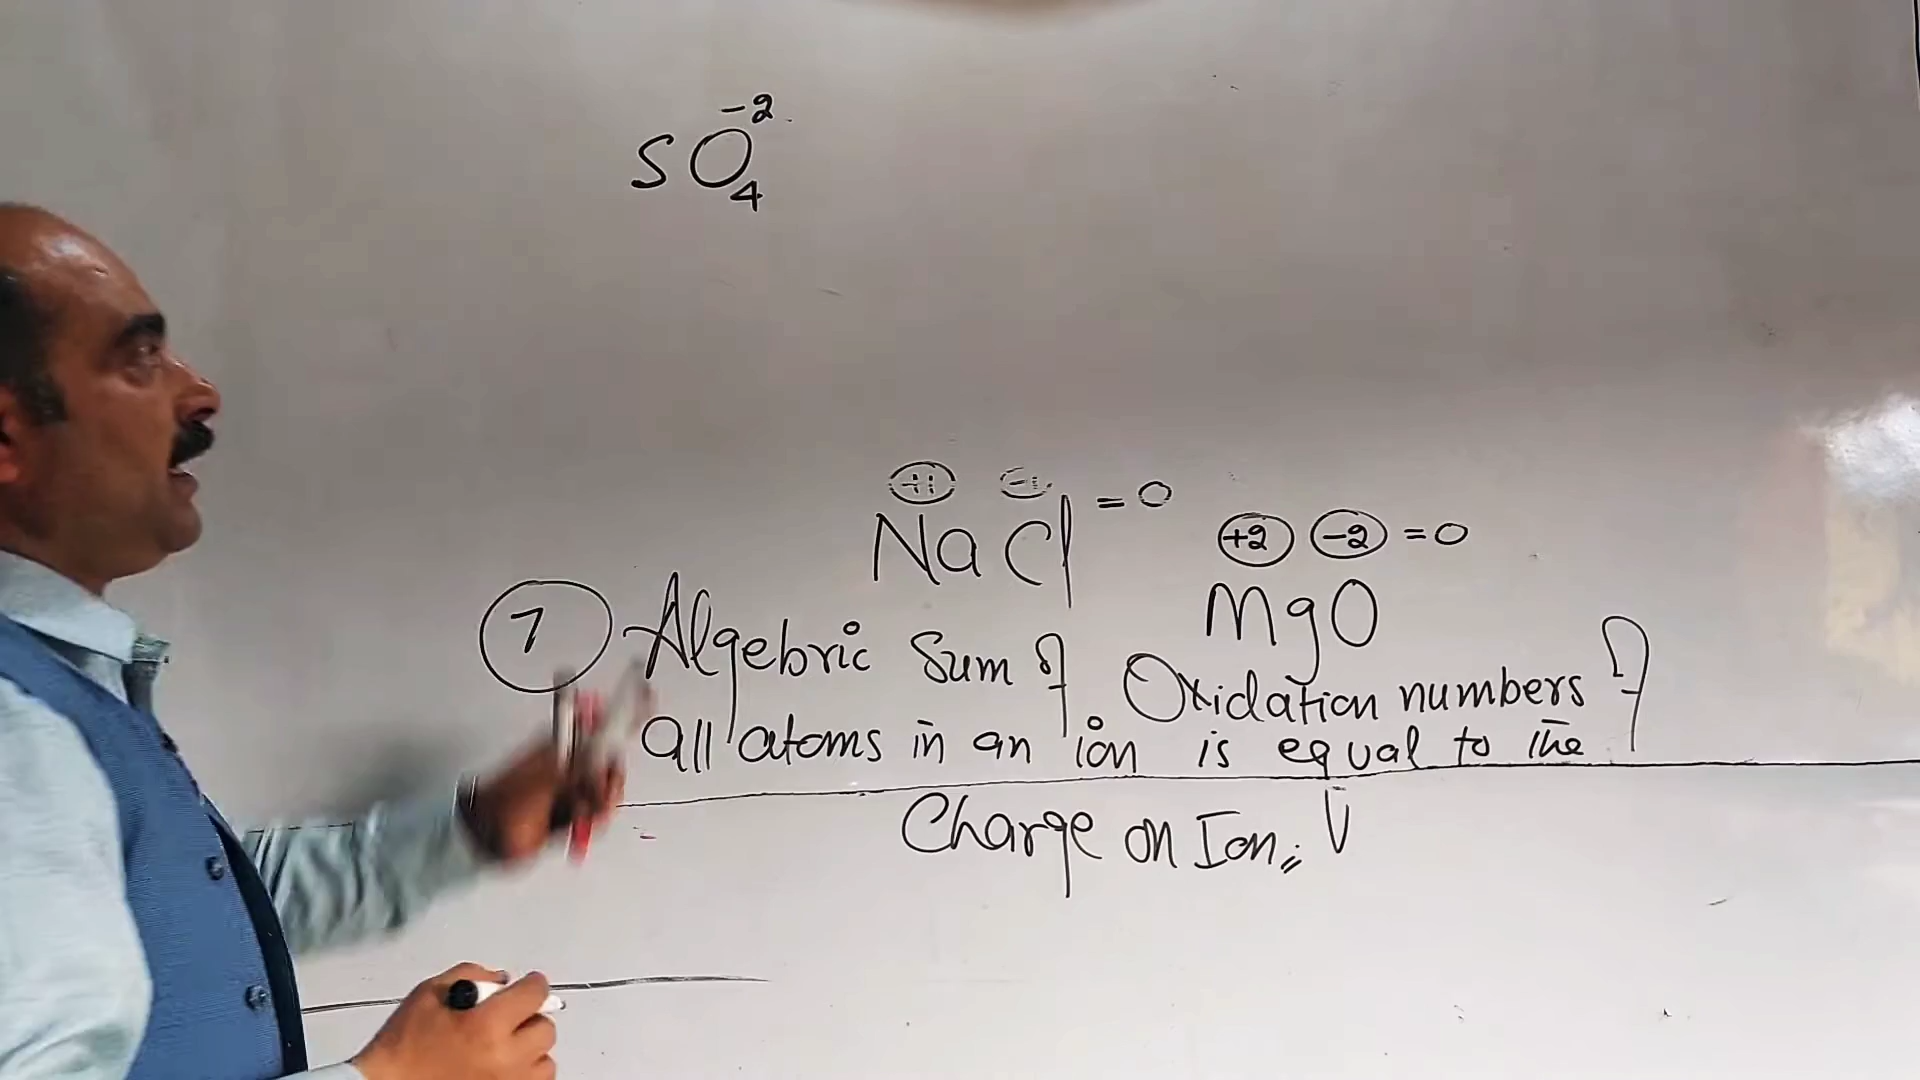 SO₄⁻²
+1 -1 = 0
NaCl
+2 -2 = 0
MgO
7 Algebric Sum of Oxidation numbers of
all atoms in an ion is equal to the
Charge on Ion